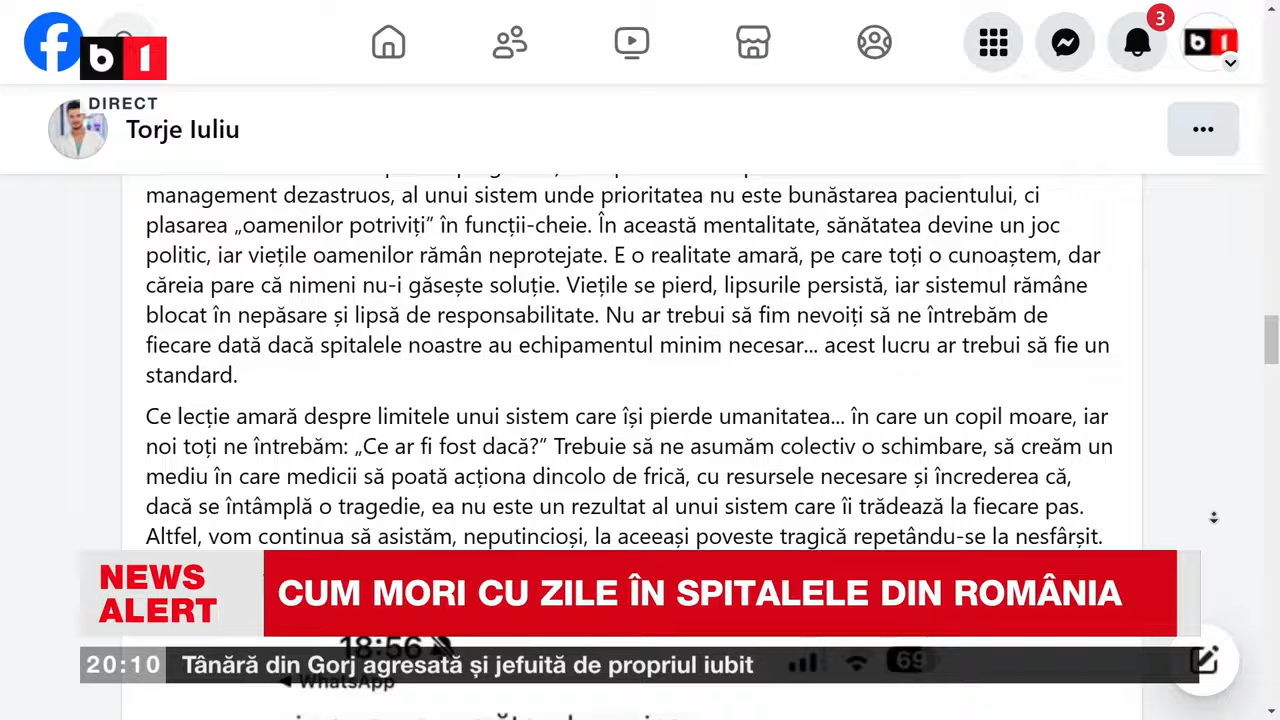 3
b1
b1
DIRECT
Torje Iuliu
management dezastruos, al unui sistem unde prioritatea nu este bunăstarea pacientului, ci
plasarea „oamenilor potriviți” în funcții-cheie. În această mentalitate, sănătatea devine un joc
politic, iar viețile oamenilor rămân neprotejate. E o realitate amară, pe care toți o cunoaștem, dar
căreia pare că nimeni nu-i găsește soluție. Viețile se pierd, lipsurile persistă, iar sistemul rămâne
blocat în nepăsare și lipsă de responsabilitate. Nu ar trebui să fim nevoiți să ne întrebăm de
fiecare dată dacă spitalele noastre au echipamentul minim necesar... acest lucru ar trebui să fie un
standard.
Ce lecție amară despre limitele unui sistem care își pierde umanitatea... în care un copil moare, iar
noi toți ne întrebăm: „Ce ar fi fost dacă?” Trebuie să ne asumăm colectiv o schimbare, să creăm un
mediu în care medicii să poată acționa dincolo de frică, cu resursele necesare și încrederea că,
dacă se întâmplă o tragedie, ea nu este un rezultat al unui sistem care îi trădează la fiecare pas.
Altfel, vom continua să asistăm, neputincioși, la aceeași poveste tragică repetându-se la nesfârșit.
NEWS
ALERT
CUM MORI CU ZILE ÎN SPITALELE DIN ROMÂNIA
18:56
69
20:10 Tânără din Gorj agresată și jefuită de propriul iubit
WhatsApp